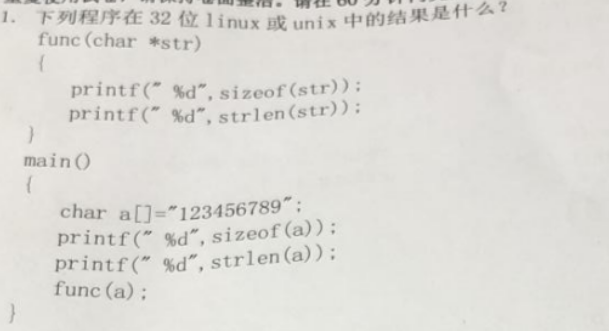 1. 下列程序在 32 位 linux 或 unix 中的结果是什么?
func(char *str)
{
printf(" %d",sizeof(str));
printf(" %d",strlen(str));
}
main()
{
char a[]="123456789";
printf(" %d",sizeof(a));
printf(" %d",strlen(a));
func(a);
}